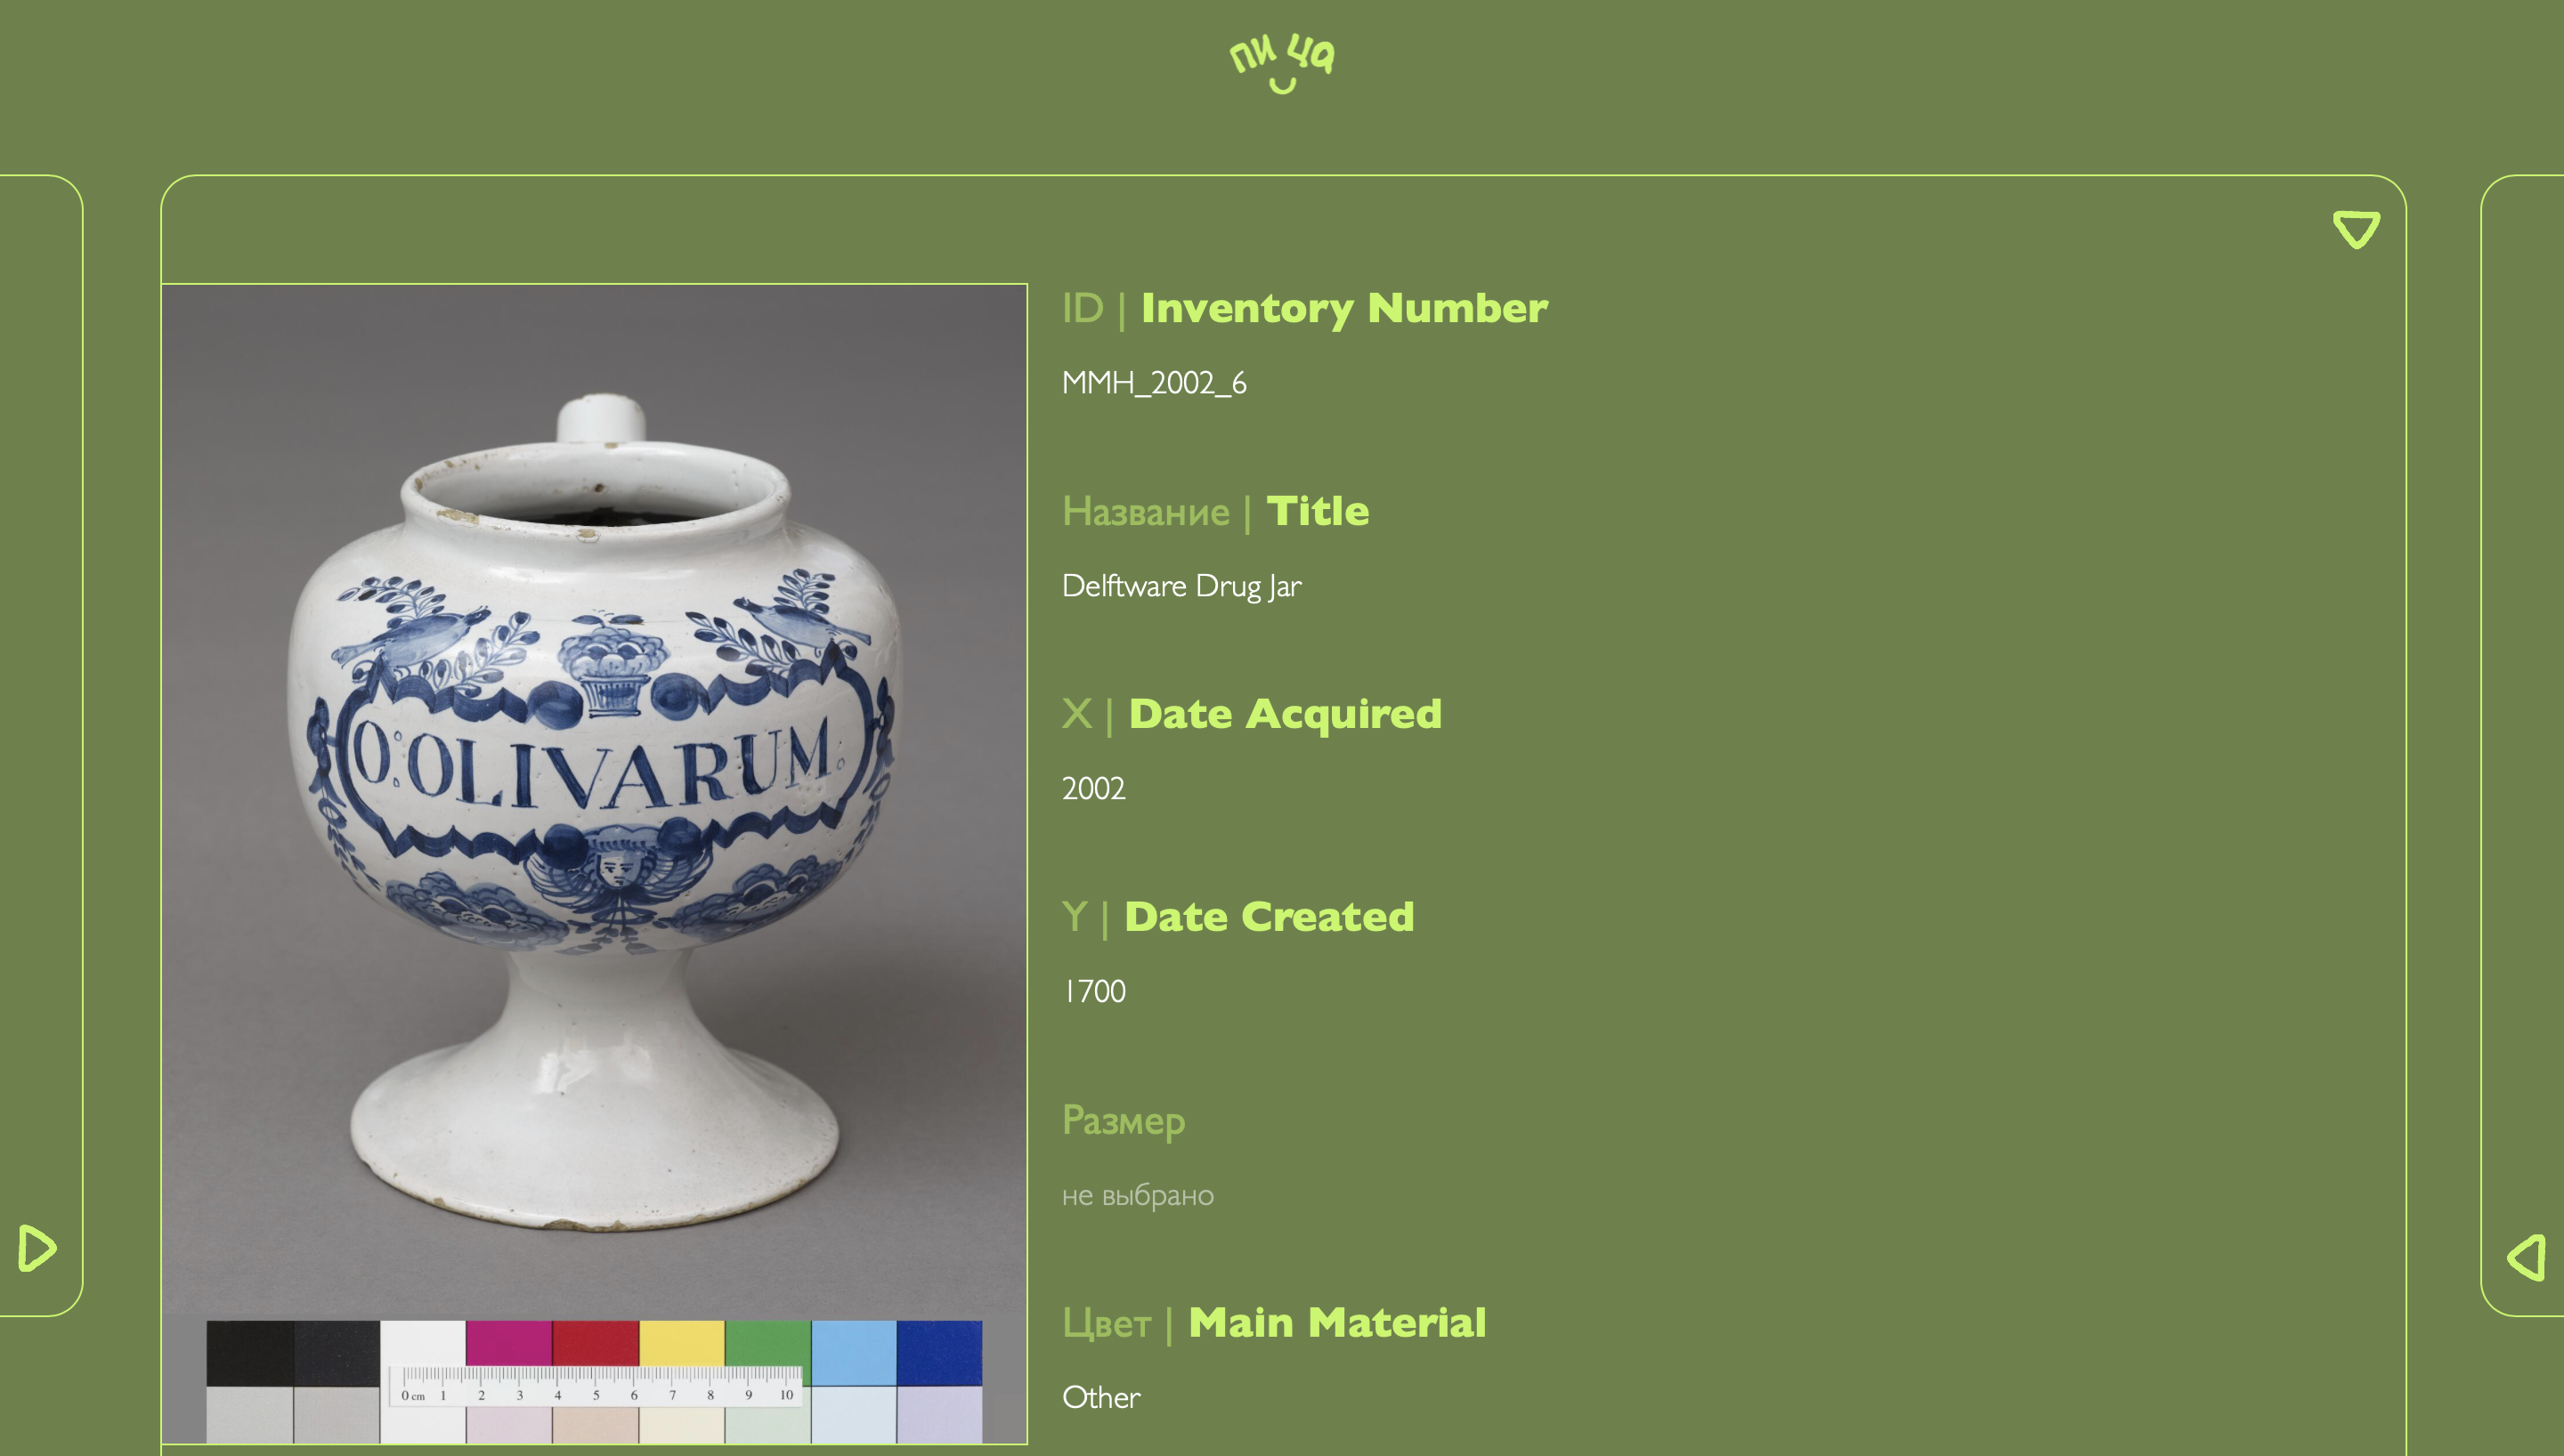 пи ца
ID | Inventory Number
MMH_2002_6
Название | Title
Delftware Drug Jar
X | Date Acquired
2002
Y | Date Created
1700
Размер
не выбрано
Цвет | Main Material
Other
O:OLIVARUM:
0 cm 1 2 3 4 5 6 7 8 9 10